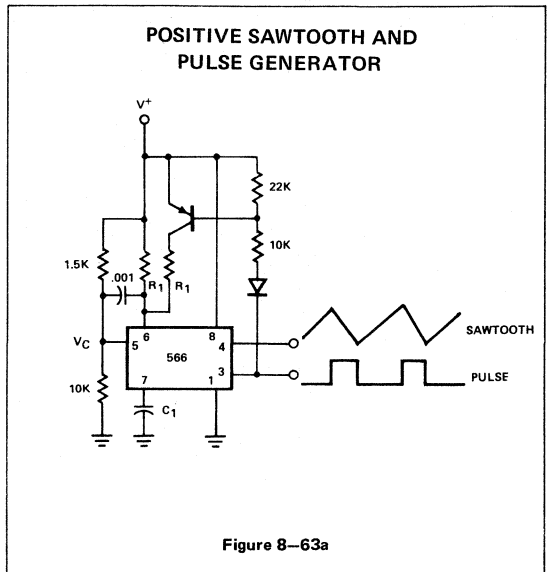 POSITIVE SAWTOOTH AND
PULSE GENERATOR
V+
22K
10K
1.5K
.001
R1
R1
VC
5
6
8
4
566
3
7
1
10K
C1
SAWTOOTH
PULSE
Figure 8-63a